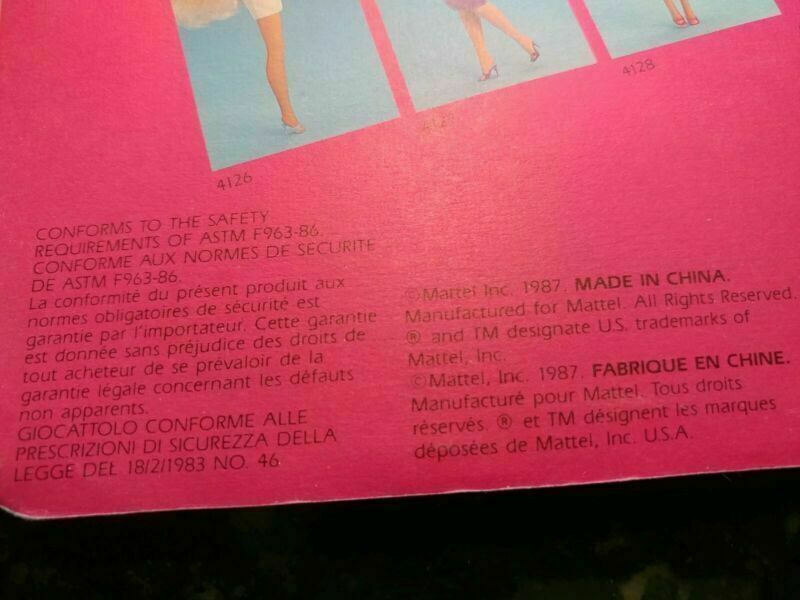 4126
4128
CONFORMS TO THE SAFETY
REQUIREMENTS OF ASTM F963-86.
CONFORME AUX NORMES DE SECURITE
DE ASTM F963-86.
La conformité du présent produit aux
normes obligatoires de sécurité est
garantie par l'importateur. Cette garantie
est donnée sans préjudice des droits de
tout acheteur de se prévaloir de la
garantie légale concernant les défauts
non apparents.
GIOCATTOLO CONFORME ALLE
PRESCRIZIONI DI SICUREZZA DELLA
LEGGE DEL 18/2/1983 NO. 46
©Mattel Inc. 1987. MADE IN CHINA.
Manufactured for Mattel. All Rights Reserved.
® and TM designate U.S. trademarks of
Mattel, Inc.
©Mattel, Inc. 1987. FABRIQUE EN CHINE.
Manufacturé pour Mattel. Tous droits
réservés. ® et TM désignent les marques
déposées de Mattel, Inc. U.S.A.